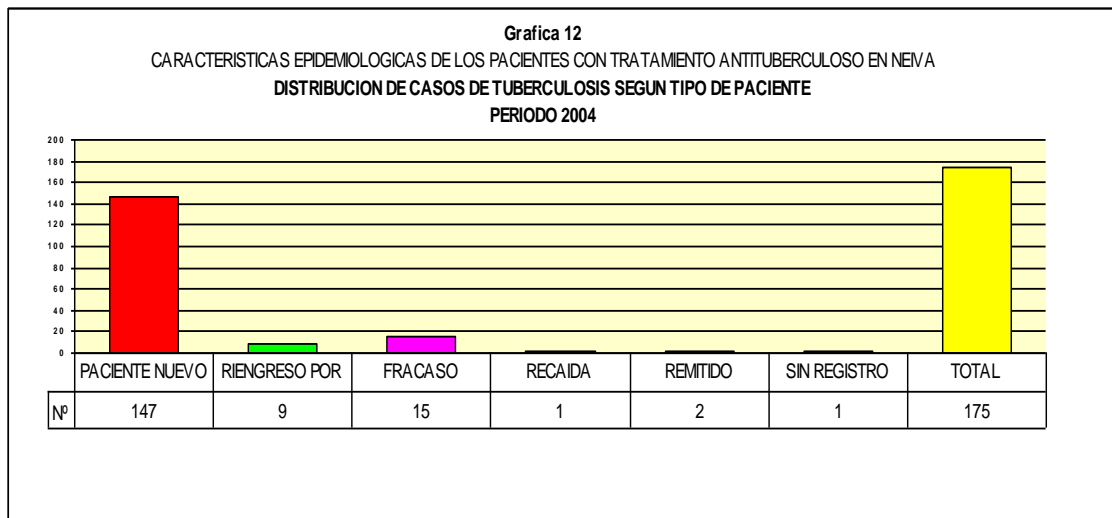 Grafica 12
CARACTERISTICAS EPIDEMIOLOGICAS DE LOS PACIENTES CON TRATAMIENTO ANTITUBERCULOSO EN NEIVA
DISTRIBUCION DE CASOS DE TUBERCULOSIS SEGUN TIPO DE PACIENTE
PERIODO 2004
200
180
160
140
120
100
80
60
40
20
0
PACIENTE NUEVO RIENGRESO POR FRACASO RECAIDA REMITIDO SIN REGISTRO TOTAL
Nº 147 9 15 1 2 1 175